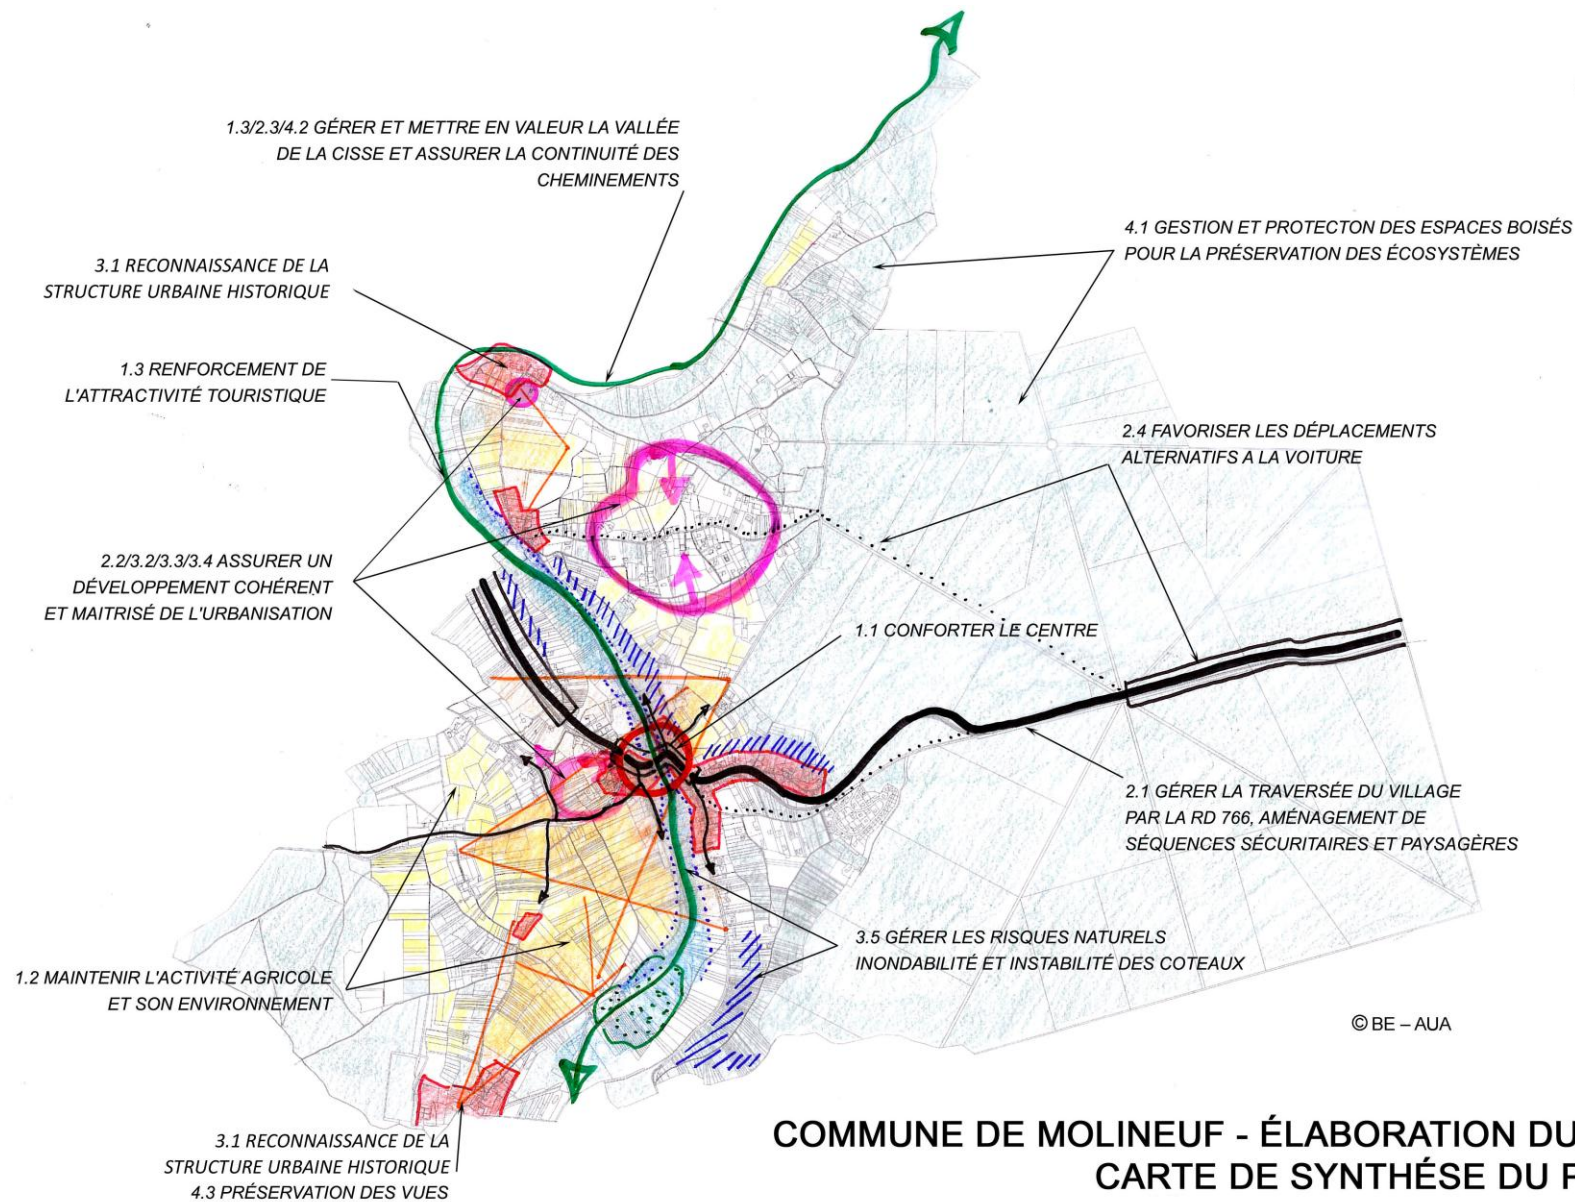 1.3/2.3/4.2 GÉRER ET METTRE EN VALEUR LA VALLÉE
DE LA CISSE ET ASSURER LA CONTINUITÉ DES
CHEMINEMENTS
4.1 GESTION ET PROTECTON DES ESPACES BOISÉS
POUR LA PRÉSERVATION DES ÉCOSYSTÈMES
3.1 RECONNAISSANCE DE LA
STRUCTURE URBAINE HISTORIQUE
1.3 RENFORCEMENT DE
L'ATTRACTIVITÉ TOURISTIQUE
2.4 FAVORISER LES DÉPLACEMENTS
ALTERNATIFS A LA VOITURE
2.2/3.2/3.3/3.4 ASSURER UN
DÉVELOPPEMENT COHÉRENT
ET MAITRISÉ DE L'URBANISATION
1.1 CONFORTER LE CENTRE
2.1 GÉRER LA TRAVERSÉE DU VILLAGE
PAR LA RD 766, AMÉNAGEMENT DE
SÉQUENCES SÉCURITAIRES ET PAYSAGÈRES
3.5 GÉRER LES RISQUES NATURELS
INONDABILITÉ ET INSTABILITÉ DES COTEAUX
1.2 MAINTENIR L'ACTIVITÉ AGRICOLE
ET SON ENVIRONNEMENT
© BE – AUA
3.1 RECONNAISSANCE DE LA
STRUCTURE URBAINE HISTORIQUE
4.3 PRÉSERVATION DES VUES
COMMUNE DE MOLINEUF - ÉLABORATION DU
CARTE DE SYNTHÉSE DU